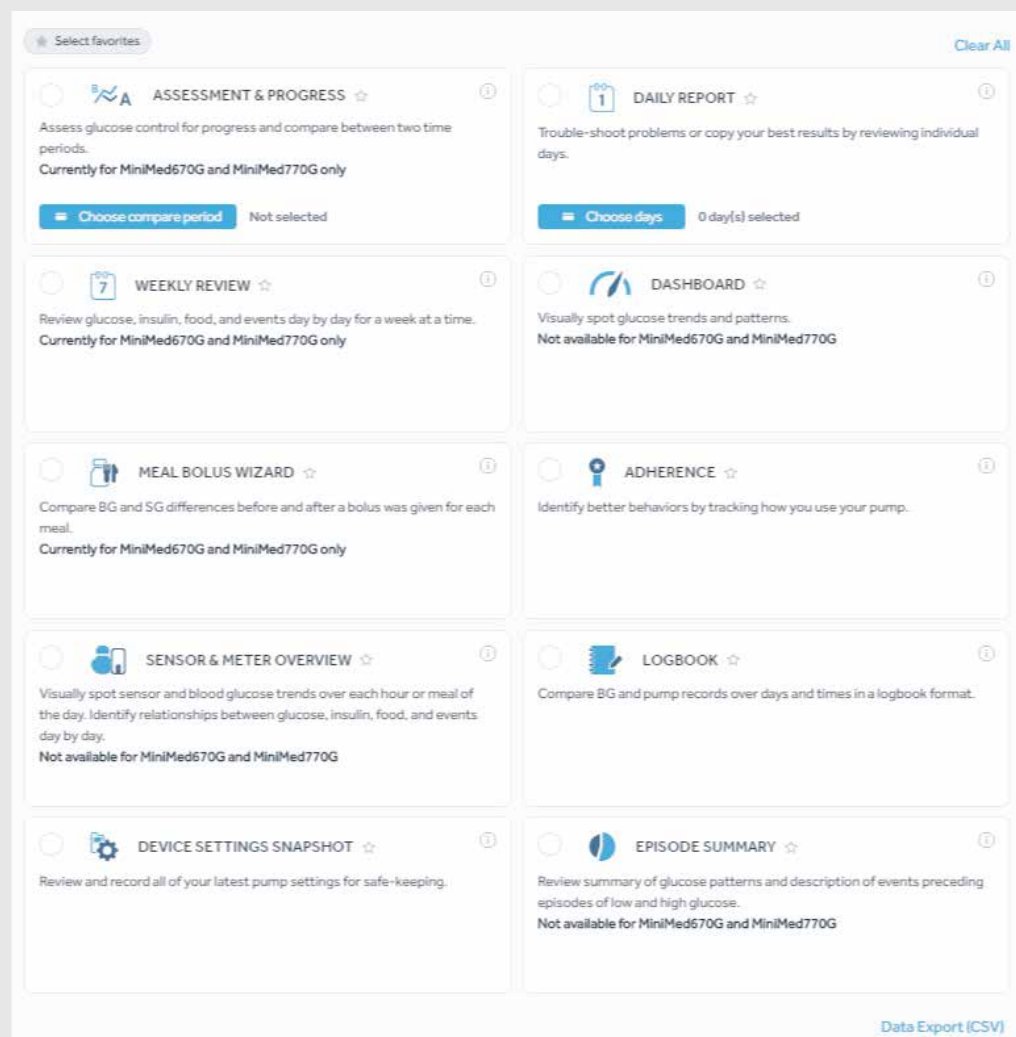 Select favorites
Clear All
B A ASSESSMENT & PROGRESS
Assess glucose control for progress and compare between two time
periods.
Currently for MiniMed670G and MiniMed770G only
Choose compare period Not selected
1 DAILY REPORT
Trouble-shoot problems or copy your best results by reviewing individual
days.
Choose days 0 day(s) selected
7 WEEKLY REVIEW
Review glucose, insulin, food, and events day by day for a week at a time.
Currently for MiniMed670G and MiniMed770G only
DASHBOARD
Visually spot glucose trends and patterns.
Not available for MiniMed670G and MiniMed770G
MEAL BOLUS WIZARD
Compare BG and SG differences before and after a bolus was given for each
meal.
Currently for MiniMed670G and MiniMed770G only
ADHERENCE
Identify better behaviors by tracking how you use your pump.
SENSOR & METER OVERVIEW
Visually spot sensor and blood glucose trends over each hour or meal of
the day. Identify relationships between glucose, insulin, food, and events
day by day.
Not available for MiniMed670G and MiniMed770G
LOGBOOK
Compare BG and pump records over days and times in a logbook format.
DEVICE SETTINGS SNAPSHOT
Review and record all of your latest pump settings for safe-keeping.
EPISODE SUMMARY
Review summary of glucose patterns and description of events preceding
episodes of low and high glucose.
Not available for MiniMed670G and MiniMed770G
Data Export (CSV)